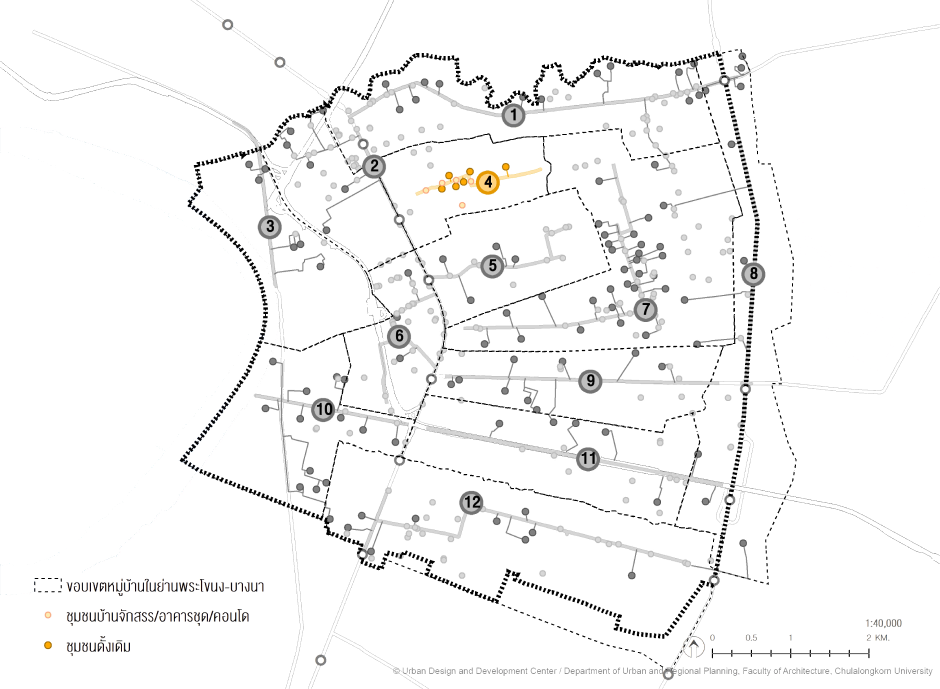 1
2
4
3
5
8
7
6
9
10
11
12
ขอบเขตหมู่บ้านในย่านพระโขนง-บางนา
ชุมชนบ้านจัดสรร/อาคารชุด/คอนโด
ชุมชนดั้งเดิม
1:40,000
0 0.5 1 2 KM.
© Urban Design and Development Center / Department of Urban and Regional Planning, Faculty of Architecture, Chulalongkorn University